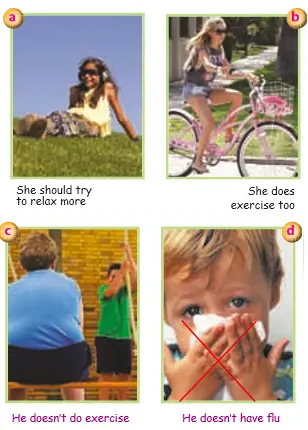 a
b
She should try
to relax more
She does
exercise too
c
d
He doesn't do exercise
He doesn't have flu